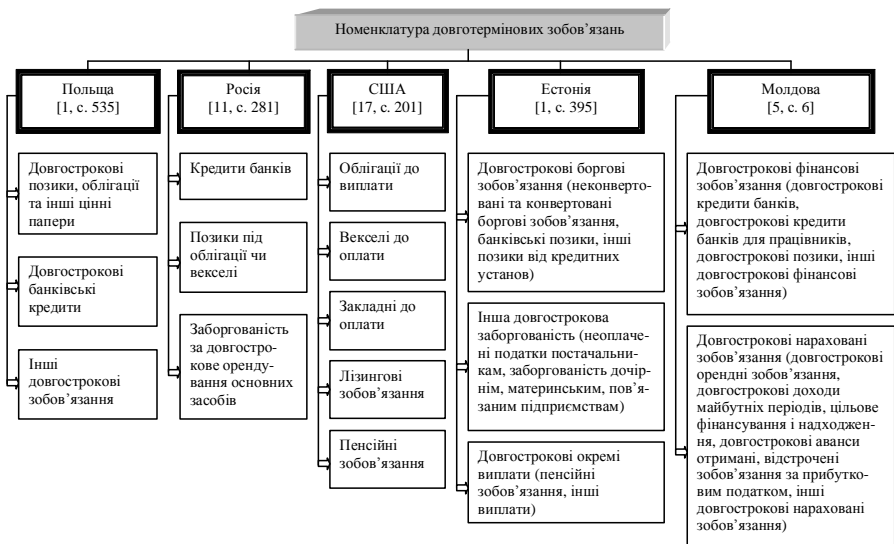 Номенклатура довготермінових зобов’язань
Польща
[1, с. 535]
Довгострокові
позики, облігації
та інші цінні
папери
Довгострокові
банківські
кредити
Інші
довгострокові
зобов’язання
Росія
[11, с. 281]
Кредити банків
Позики під
облігації чи
векселі
Заборгованість
за довгостро-
кове оренду-
вання основних
засобів
США
[17, с. 201]
Облігації до
виплати
Векселі до
оплати
Закладні до
оплати
Лізингові
зобов’язання
Пенсійні
зобов’язання
Естонія
[1, с. 395]
Довгострокові боргові
зобов’язання (неконверто-
вані та конвертовані
боргові зобов’язання,
банківські позики, інші
позики від кредитних
установ)
Інша довгострокова
заборгованість (неоплаче-
ні податки постачальни-
кам, заборгованість дочір-
нім, материнським, пов’я-
заним підприємствам)
Довгострокові окремі
виплати (пенсійні
зобов’язання, інші
виплати)
Молдова
[5, с. 6]
Довгострокові фінансові
зобов’язання (довгострокові
кредити банків,
довгострокові кредити
банків для працівників,
довгострокові позики, інші
довгострокові фінансові
зобов’язання)
Довгострокові нараховані
зобов’язання (довгострокові
орендні зобов’язання,
довгострокові доходи
майбутніх періодів, цільове
фінансування і надходжен-
ня, довгострокові аванси
отримані, відстрочені
зобов’язання за прибутко-
вим податком, інші
довгострокові нараховані
зобов’язання)